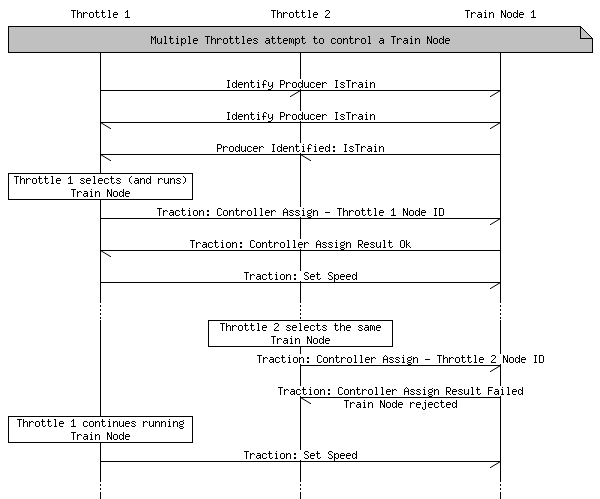 Throttle 1 Throttle 2 Train Node 1
Multiple Throttles attempt to control a Train Node
Identify Producer IsTrain
Identify Producer IsTrain
Producer Identified: IsTrain
Throttle 1 selects (and runs)
Train Node
Traction: Controller Assign - Throttle 1 Node ID
Traction: Controller Assign Result Ok
Traction: Set Speed
Throttle 2 selects the same
Train Node
Traction: Controller Assign - Throttle 2 Node ID
Traction: Controller Assign Result Failed
Train Node rejected
Throttle 1 continues running
Train Node
Traction: Set Speed